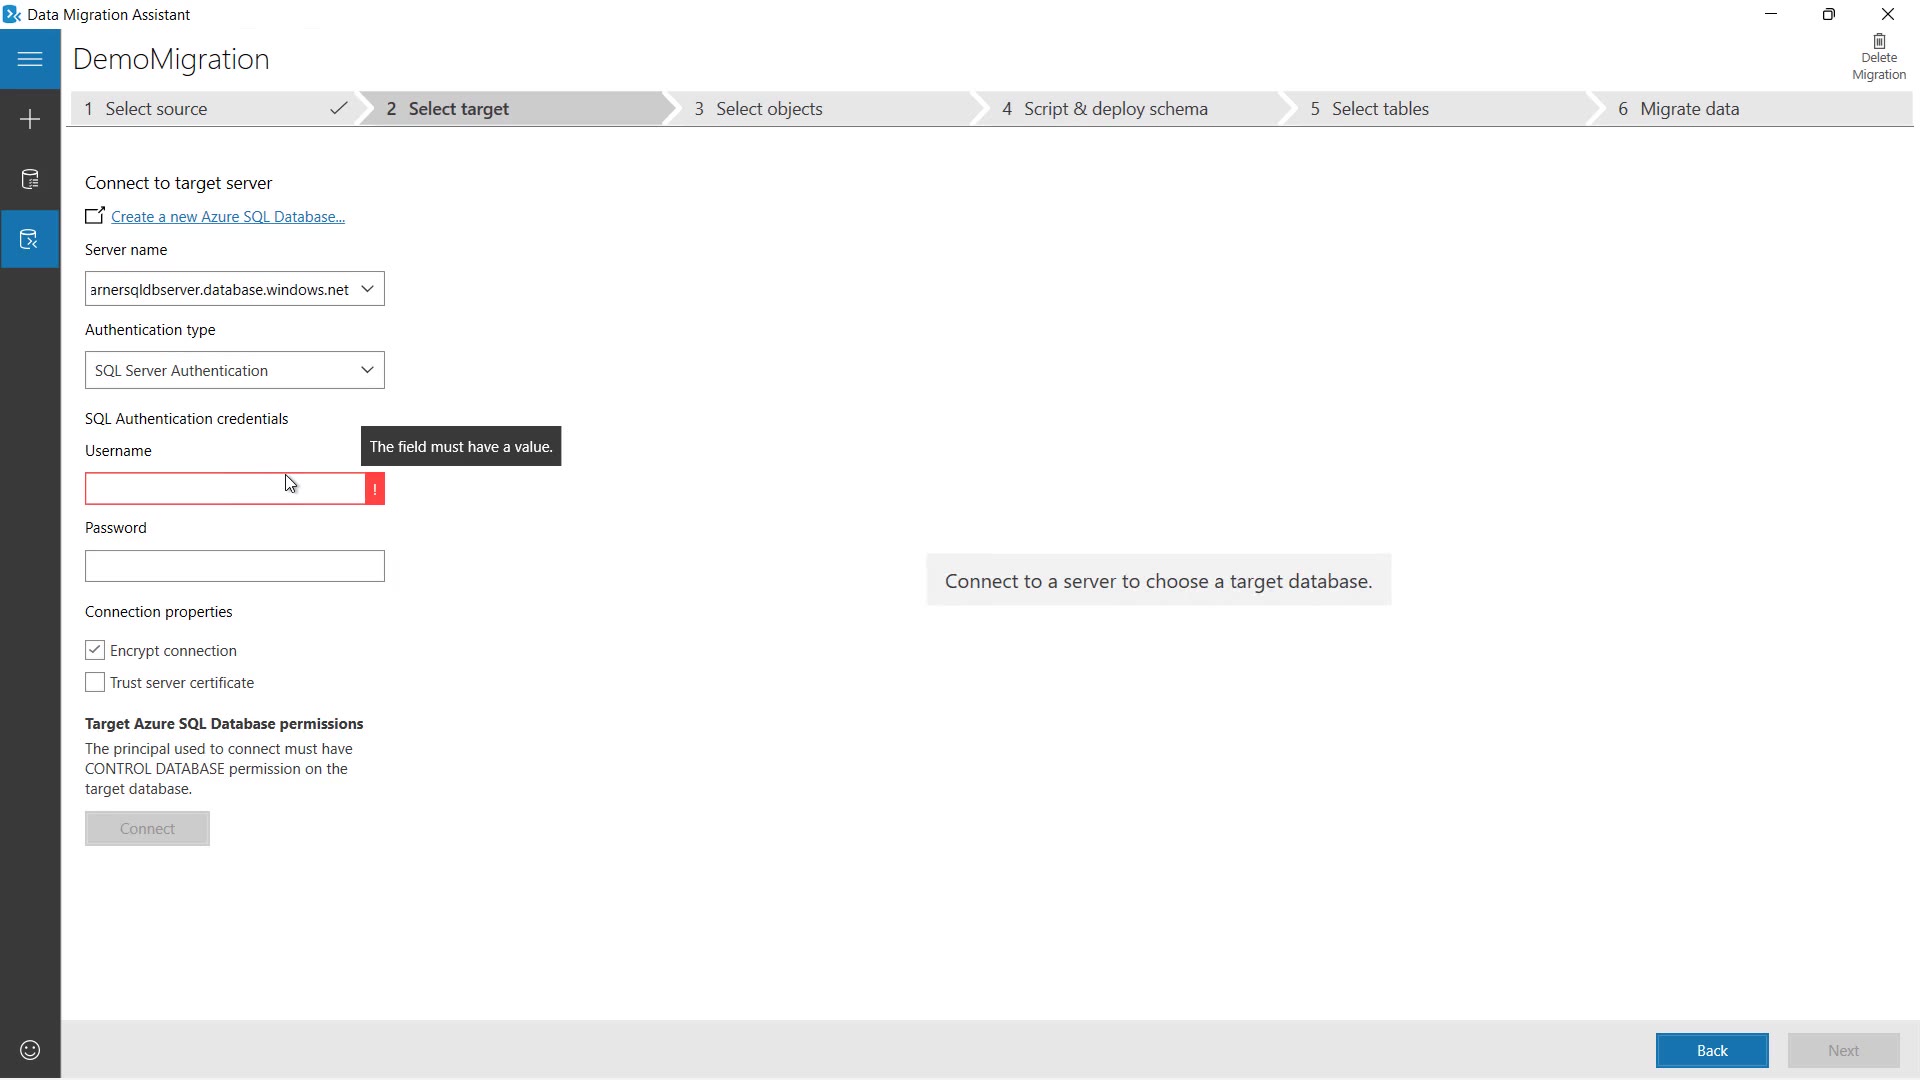 Data Migration Assistant
DemoMigration
Delete
Migration
1 Select source
2 Select target
3 Select objects
4 Script & deploy schema
5 Select tables
6 Migrate data
Connect to target server
Create a new Azure SQL Database...
Server name
arnersqldbserver.database.windows.net
Authentication type
SQL Server Authentication
SQL Authentication credentials
The field must have a value.
Username
!
Password
Connect to a server to choose a target database.
Connection properties
Encrypt connection
Trust server certificate
Target Azure SQL Database permissions
The principal used to connect must have
CONTROL DATABASE permission on the
target database.
Connect
Back
Next